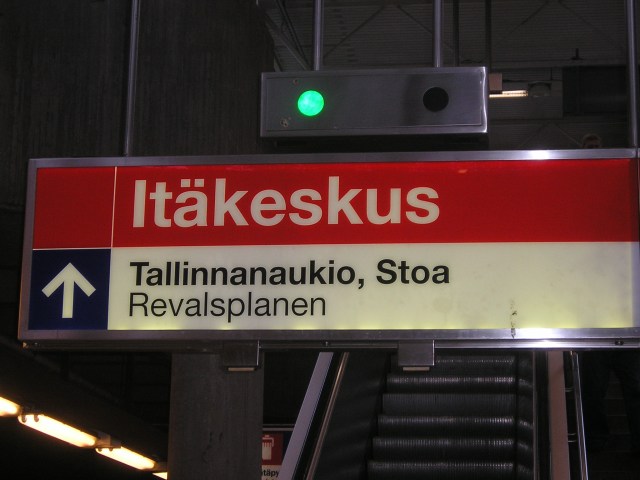 Itäkeskus
Tallinnanaukio, Stoa
Revalsplanen